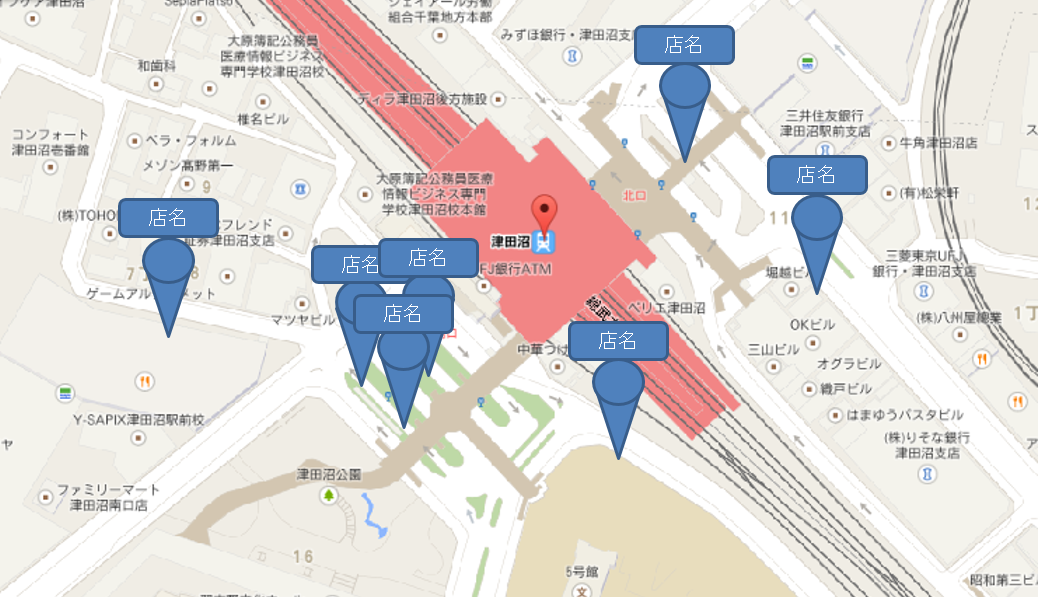 組合千葉地方本部
みずほ銀行・津田沼支
店名
大原簿記公務員
医療情報ビジネス
専門学校津田沼校
和歯科
椎名ビル
ディラ津田沼後方施設
三井住友銀行
津田沼駅前支店
コンフォート
津田沼壱番館
ベラ・フォルム
メゾン髙野第一
9
牛角津田沼店
店名
大原簿記公務員医療
情報ビジネス専門
学校津田沼校本館
北口
(有)松栄軒
店名
(株)TOHO
フレンド
証券津田沼支店
11
津田沼
店名
店名
FJ銀行ATM
三菱東京UFJ
銀行・津田沼支店
堀越ビル
7
8
ゲームアル
ネット
店名
マツヤビル
総武
ペリエ津田沼
(株)八州屋總業
OKビル
店名
中華つけ
三山ビル
オグラビル
織戸ビル
Y-SAPIX津田沼駅前校
はまゆうパスタビル
(株)りそな銀行
津田沼支店
ヤ
津田沼公園
ファミリーマート
津田沼南口店
16
5号館
昭和第三ビル